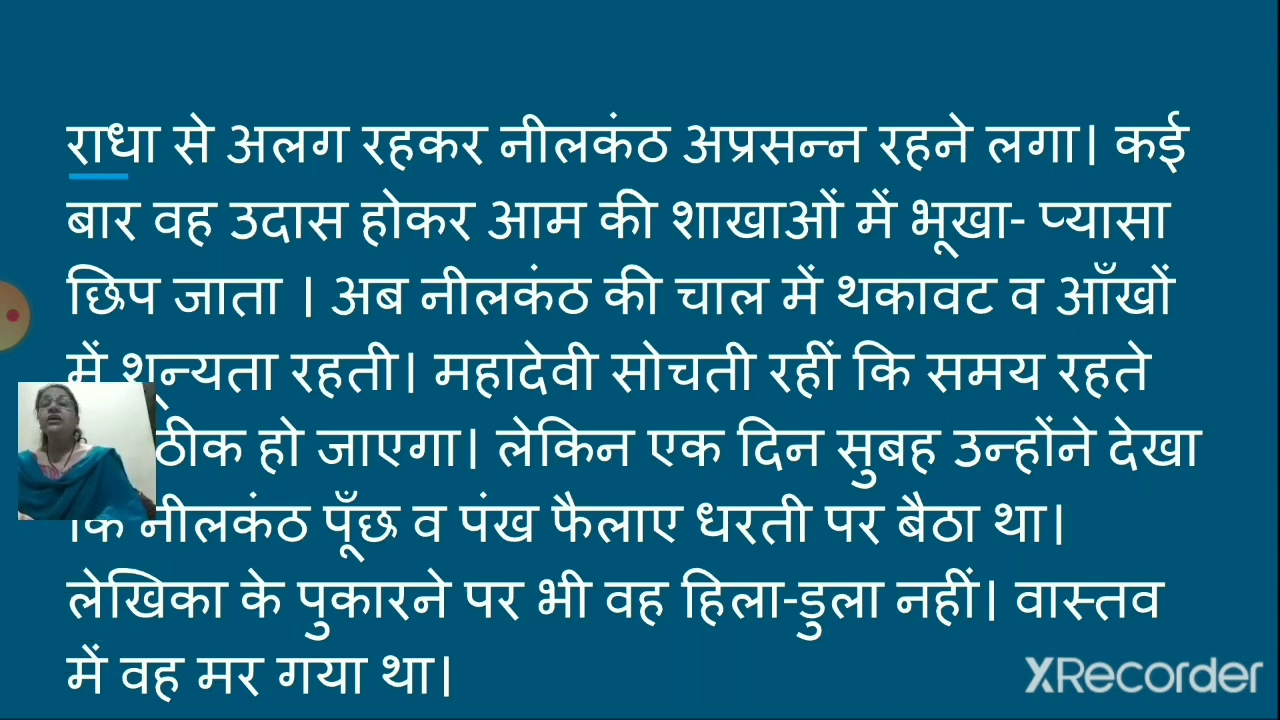 राधा से अलग रहकर नीलकंठ अप्रसन्न रहने लगा। कई
बार वह उदास होकर आम की शाखाओं में भूखा- प्यासा
छिप जाता । अब नीलकंठ की चाल में थकावट व आँखों
में शून्यता रहती। महादेवी सोचती रहीं कि समय रहते
ठीक हो जाएगा। लेकिन एक दिन सुबह उन्होंने देखा
कि नीलकंठ पूँछ व पंख फैलाए धरती पर बैठा था।
लेखिका के पुकारने पर भी वह हिला-डुला नहीं। वास्तव
में वह मर गया था।
XRecorder